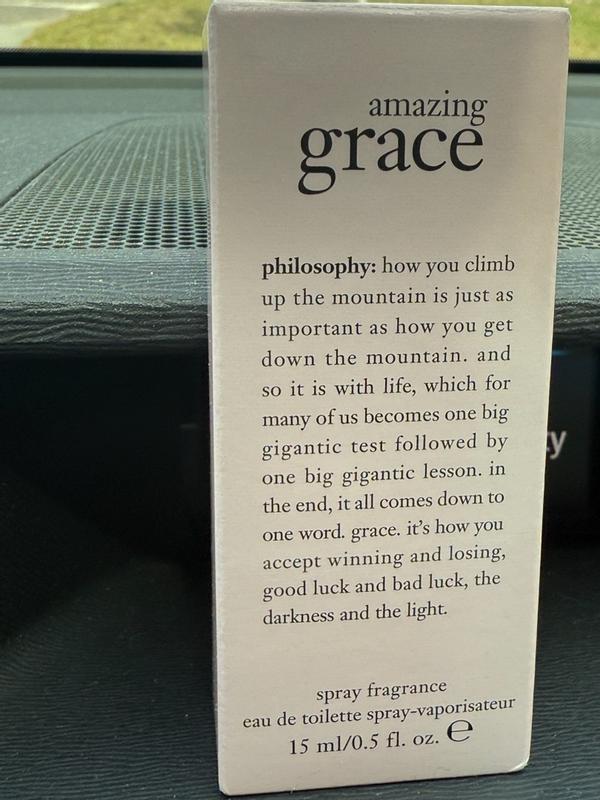 amazing
grace
philosophy: how you climb
up the mountain is just as
important as how you get
down the mountain. and
so it is with life, which for
many of us becomes one big
gigantic test followed by
one big gigantic lesson. in
the end, it all comes down to
one word. grace. it's how you
accept winning and losing,
good luck and bad luck, the
darkness and the light.
spray fragrance
eau de toilette spray-vaporisateur
15 ml/0.5 fl. oz. ℮